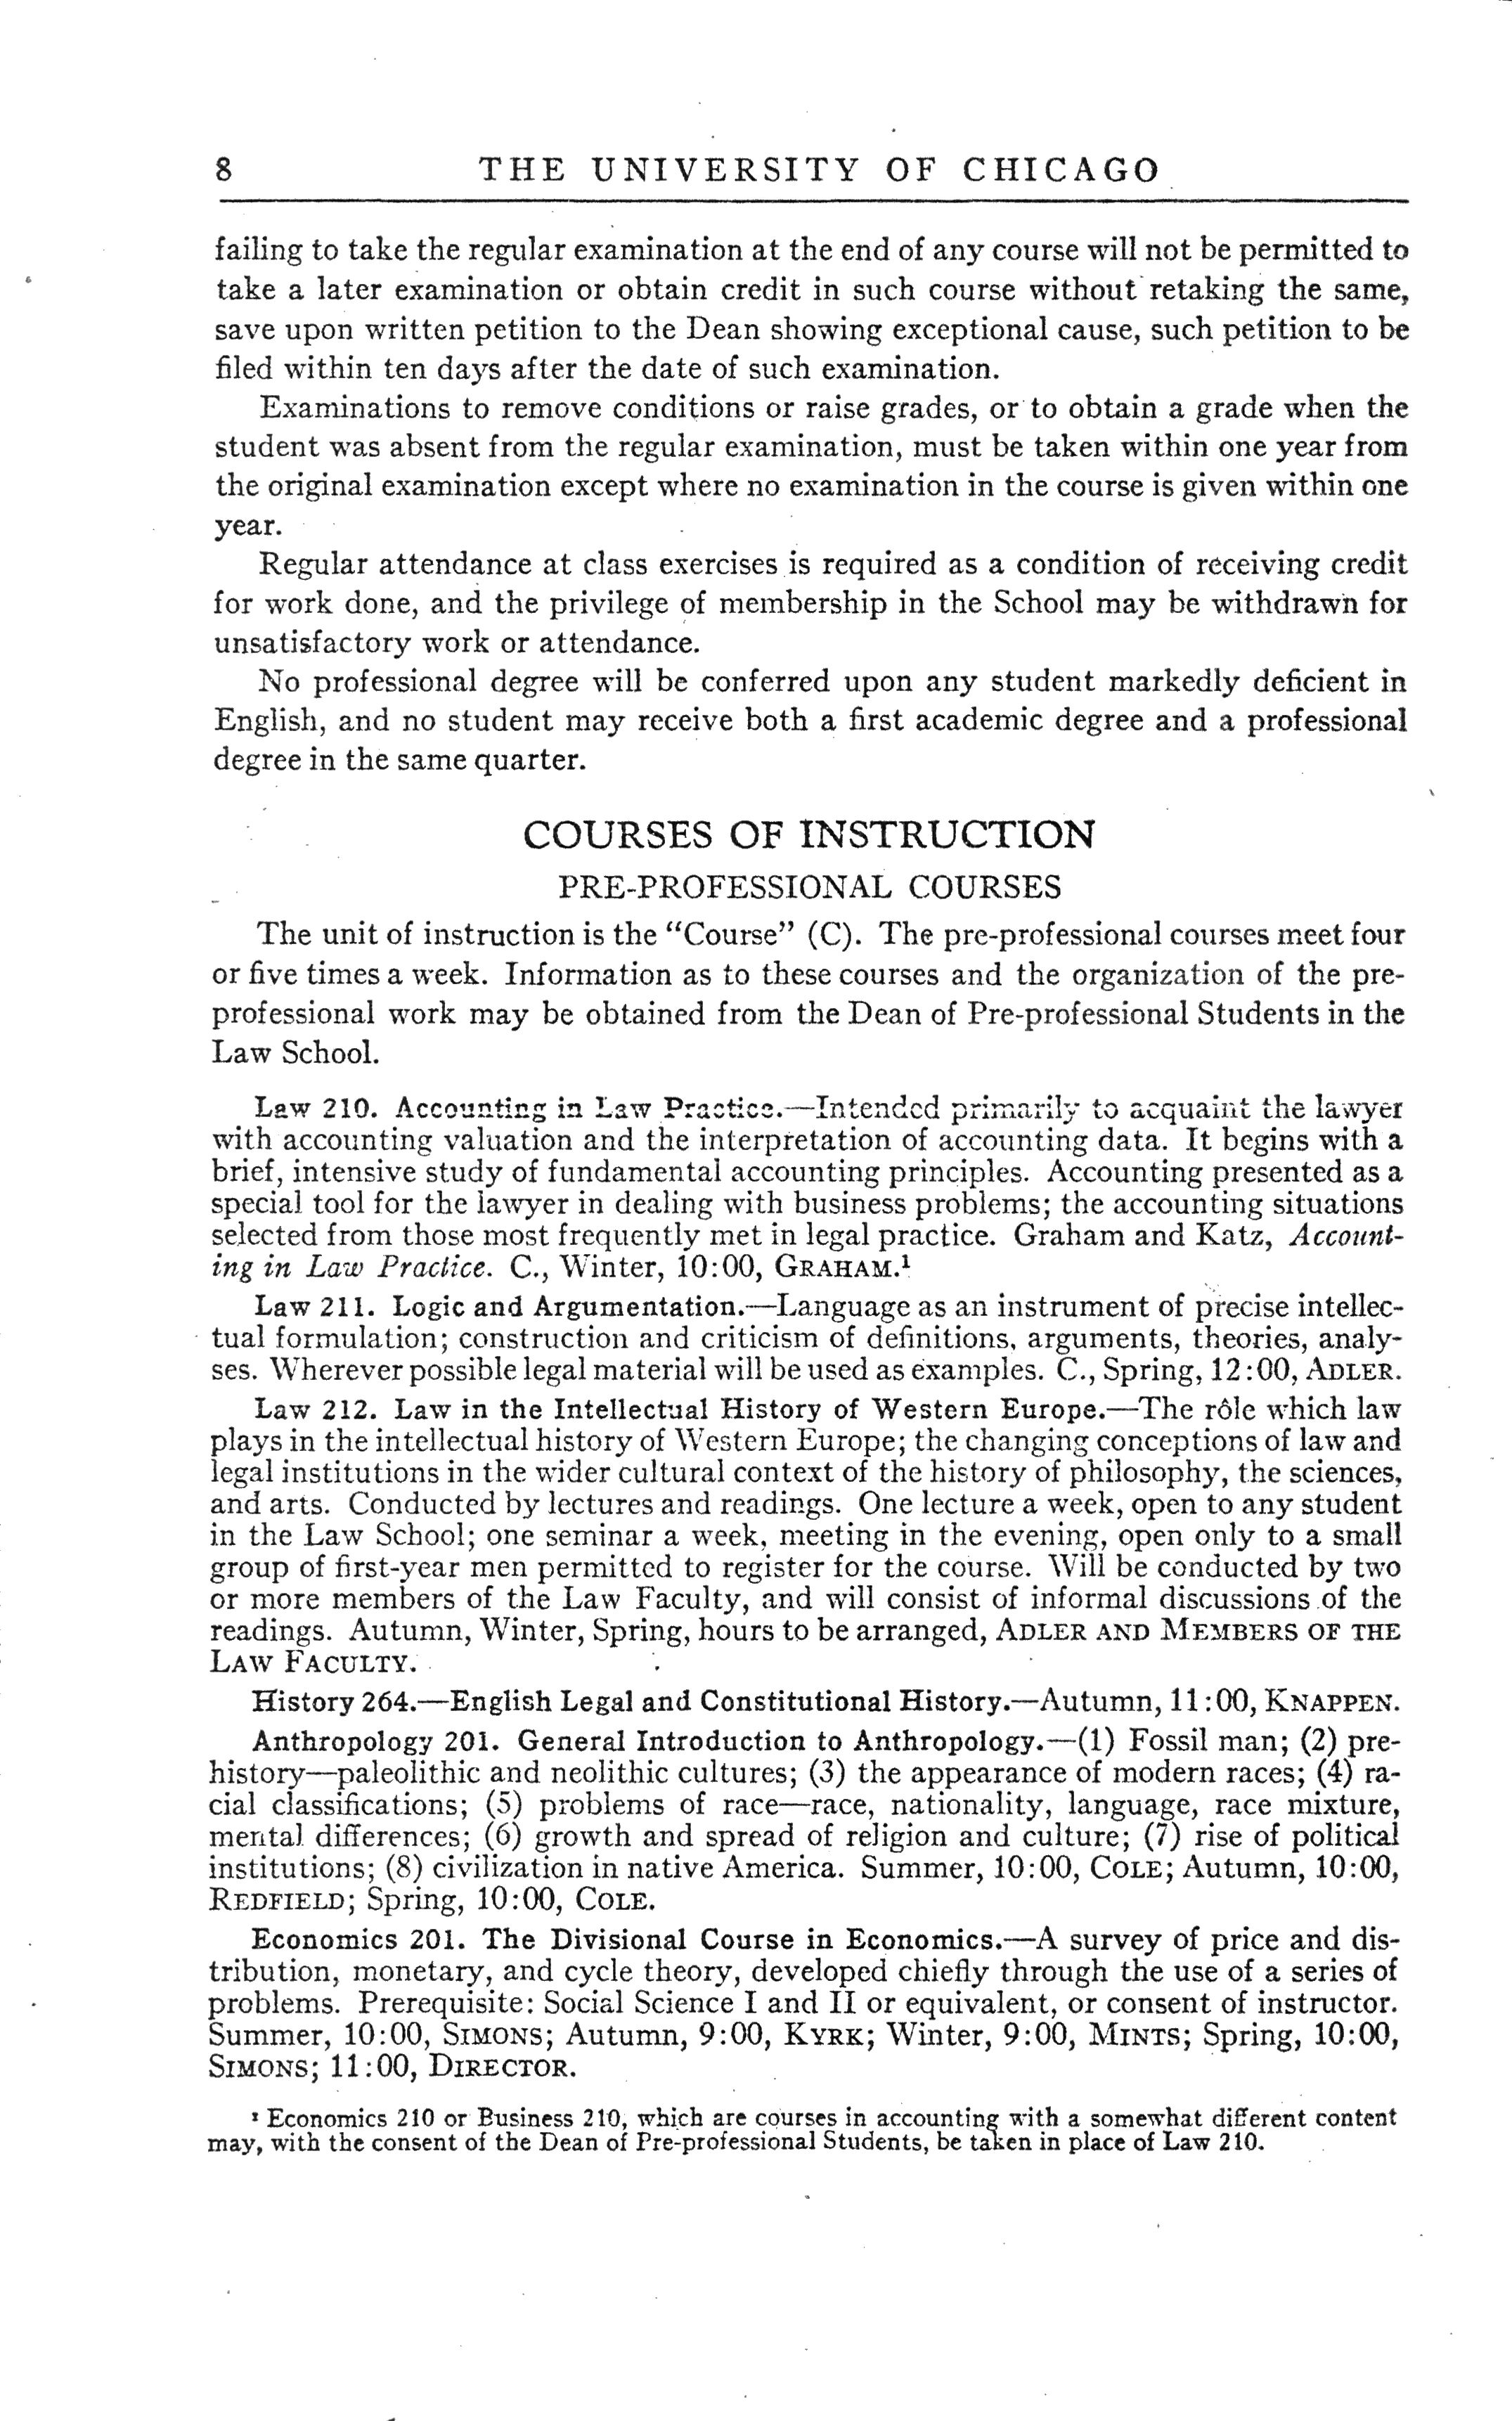 8 THE UNIVERSITY OF CHICAGO
failing to take the regular examination at the end of any course will not be permitted to
take a later examination or obtain credit in such course without retaking the same,
save upon written petition to the Dean showing exceptional cause, such petition to be
filed within ten days after the date of such examination.
Examinations to remove conditions or raise grades, or to obtain a grade when the
student was absent from the regular examination, must be taken within one year from
the original examination except where no examination in the course is given within one
year.
Regular attendance at class exercises is required as a condition of receiving credit
for work done, and the privilege of membership in the School may be withdrawn for
unsatisfactory work or attendance.
No professional degree will be conferred upon any student markedly deficient in
English, and no student may receive both a first academic degree and a professional
degree in the same quarter.
COURSES OF INSTRUCTION
PRE-PROFESSIONAL COURSES
The unit of instruction is the “Course” (C). The pre-professional courses meet four
or five times a week. Information as to these courses and the organization of the pre-
professional work may be obtained from the Dean of Pre-professional Students in the
Law School.
Law 210. Accounting in Law Practice.—Intended primarily to acquaint the lawyer
with accounting valuation and the interpretation of accounting data. It begins with a
brief, intensive study of fundamental accounting principles. Accounting presented as a
special tool for the lawyer in dealing with business problems; the accounting situations
selected from those most frequently met in legal practice. Graham and Katz, Account-
ing in Law Practice. C., Winter, 10:00, GRAHAM.¹
Law 211. Logic and Argumentation.—Language as an instrument of precise intellec-
tual formulation; construction and criticism of definitions, arguments, theories, analy-
ses. Wherever possible legal material will be used as examples. C., Spring, 12:00, ADLER.
Law 212. Law in the Intellectual History of Western Europe.—The rôle which law
plays in the intellectual history of Western Europe; the changing conceptions of law and
legal institutions in the wider cultural context of the history of philosophy, the sciences,
and arts. Conducted by lectures and readings. One lecture a week, open to any student
in the Law School; one seminar a week, meeting in the evening, open only to a small
group of first-year men permitted to register for the course. Will be conducted by two
or more members of the Law Faculty, and will consist of informal discussions of the
readings. Autumn, Winter, Spring, hours to be arranged, ADLER AND MEMBERS OF THE
LAW FACULTY.
History 264.—English Legal and Constitutional History.—Autumn, 11:00, KNAPPEN.
Anthropology 201. General Introduction to Anthropology.—(1) Fossil man; (2) pre-
history—paleolithic and neolithic cultures; (3) the appearance of modern races; (4) ra-
cial classifications; (5) problems of race—race, nationality, language, race mixture,
mental differences; (6) growth and spread of religion and culture; (7) rise of political
institutions; (8) civilization in native America. Summer, 10:00, COLE; Autumn, 10:00,
REDFIELD; Spring, 10:00, COLE.
Economics 201. The Divisional Course in Economics.—A survey of price and dis-
tribution, monetary, and cycle theory, developed chiefly through the use of a series of
problems. Prerequisite: Social Science I and II or equivalent, or consent of instructor.
Summer, 10:00, SIMONS; Autumn, 9:00, KYRK; Winter, 9:00, MINTS; Spring, 10:00,
SIMONS; 11:00, DIRECTOR.
¹ Economics 210 or Business 210, which are courses in accounting with a somewhat different content
may, with the consent of the Dean of Pre-professional Students, be taken in place of Law 210.